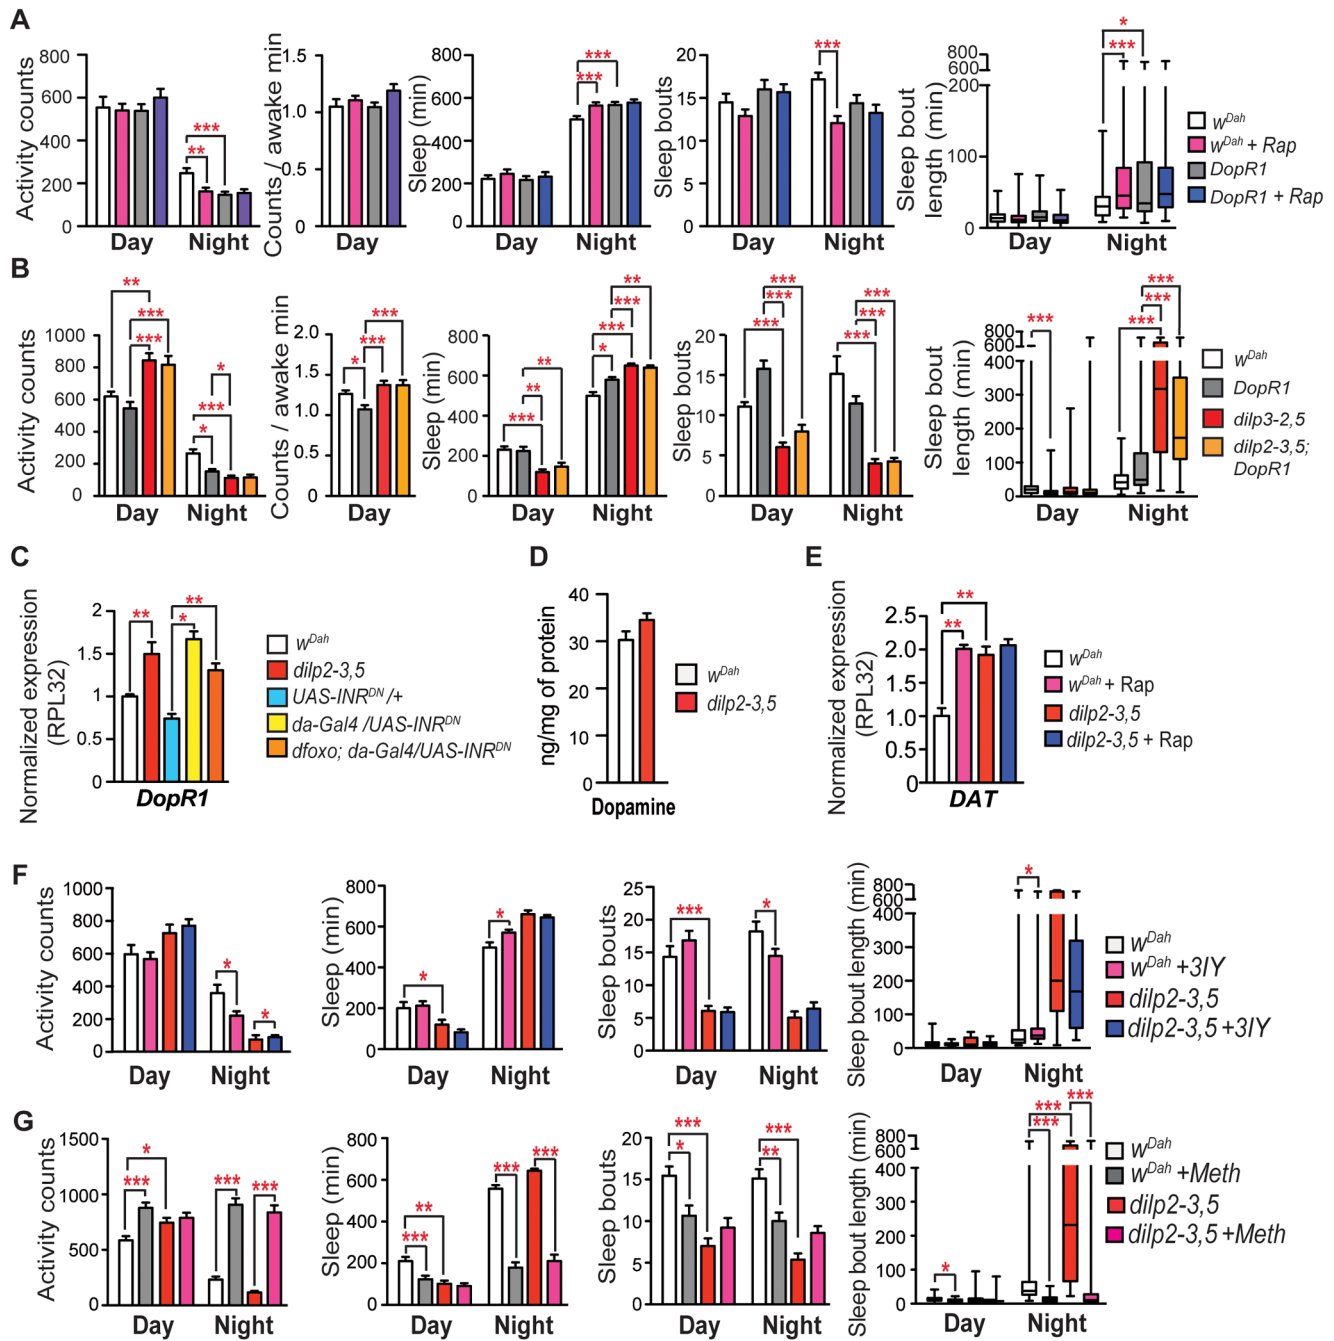 A
Activity counts
800
600
400
200
0
Day
Night
** ***
Counts / awake min
1.5
1.0
0.5
0
Day
Sleep (min)
800
600
400
200
0
Day
Night
*** ***
Sleep bouts
20
15
10
5
0
Day
Night
***
Sleep bout
length (min)
800
600
200
100
0
Day
Night
*
***
wDah
wDah + Rap
DopR1
DopR1 + Rap
B
Activity counts
1000
800
600
400
200
0
Day
Night
** *** *** * *** *
Counts / awake min
2.0
1.5
1.0
0.5
0
Day
* *** ***
Sleep (min)
800
600
400
200
0
Day
Night
*** ** ** * *** *** **
Sleep bouts
20
15
10
5
0
Day
Night
*** *** *** *** *** ***
Sleep bout
length (min)
800
600
400
300
200
100
0
Day
Night
*** *** *** ***
wDah
DopR1
dilp3-2,5
dilp2-3,5;
DopR1
C
Normalized expression
(RPL32)
2
1.5
1
0.5
0
DopR1
** * **
wDah
dilp2-3,5
UAS-INRDN/+
da-Gal4 /UAS-INRDN
dfoxo; da-Gal4/UAS-INRDN
D
ng/mg of protein
40
30
20
10
0
Dopamine
wDah
dilp2-3,5
E
Normalized expression
(RPL32)
2.5
2.0
1.5
1.0
0.5
0
DAT
** **
wDah
wDah + Rap
dilp2-3,5
dilp2-3,5 + Rap
F
Activity counts
1000
800
600
400
200
0
Day
Night
* *
Sleep (min)
800
600
400
200
0
Day
Night
* *
Sleep bouts
25
20
15
10
5
0
Day
Night
*** *
Sleep bout length (min)
800
600
400
300
200
100
0
Day
Night
*
wDah
wDah +3IY
dilp2-3,5
dilp2-3,5 +3IY
G
Activity counts
1500
1000
500
0
Day
Night
* *** *** ***
Sleep (min)
800
600
400
200
0
Day
Night
*** ** *** ***
Sleep bouts
20
15
10
5
0
Day
Night
* *** ** ***
Sleep bout length (min)
800
600
400
300
200
100
0
Day
Night
* *** *** ***
wDah
wDah +Meth
dilp2-3,5
dilp2-3,5 +Meth